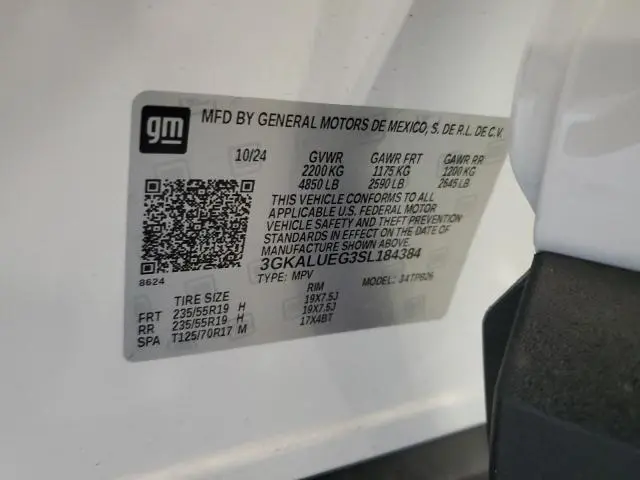 gm
MFD BY GENERAL MOTORS DE MEXICO, S. DE R.L. DE C.V.
10/24 GVWR GAWR FRT GAWR RR
2200 KG 1175 KG 1200 KG
4850 LB 2590 LB 2645 LB
THIS VEHICLE CONFORMS TO ALL
APPLICABLE U.S. FEDERAL MOTOR
VEHICLE SAFETY AND THEFT PREVENTION
STANDARDS IN EFFECT ON THE DATE OF
MANUFACTURE SHOWN ABOVE.
3GKALUEG3SL184384
8624
TYPE: MPV MODEL:
TIRE SIZE RIM
FRT 235/55R19 H 19X7.5J
RR 235/55R19 H 19X7.5J
SPA T125/70R17 M 17X4BT